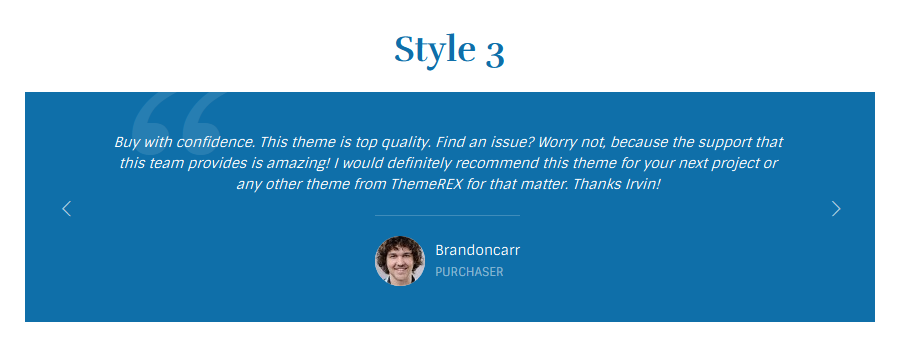 Style 3
Buy with confidence. This theme is top quality. Find an issue? Worry not, because the support that
this team provides is amazing! I would definitely recommend this theme for your next project or
any other theme from ThemeREX for that matter. Thanks Irvin!
Brandoncarr
PURCHASER